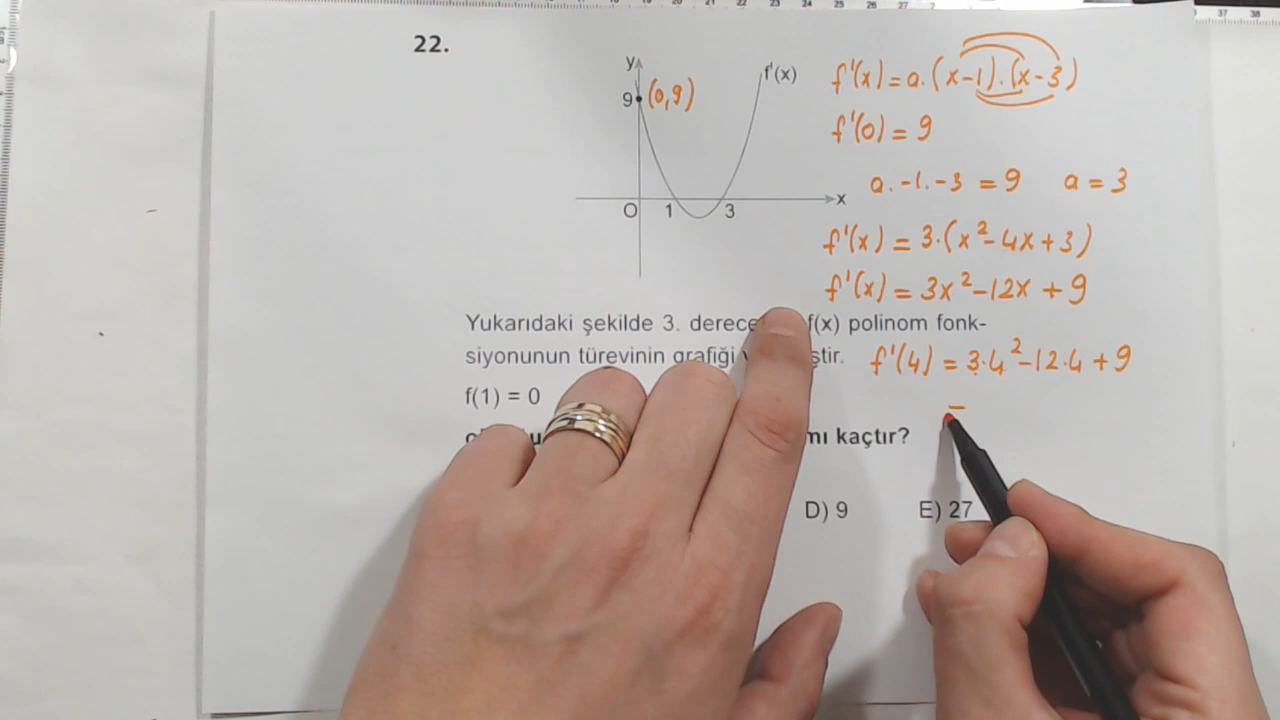 22.
y
f'(x)
9
(0,9)
O
1
3
x
f'(x) = a.(x-1).(x-3)
f'(0) = 9
a.-1.-3 = 9 a = 3
f'(x) = 3.(x²-4x+3)
f'(x) = 3x²-12x+9
Yukarıdaki şekilde 3. f(x) polinom fonk-
siyonunun türevinin grafiği
f'(4) = 3.4²-12.4+9
f(1) = 0
kaçtır?
D) 9 E) 27